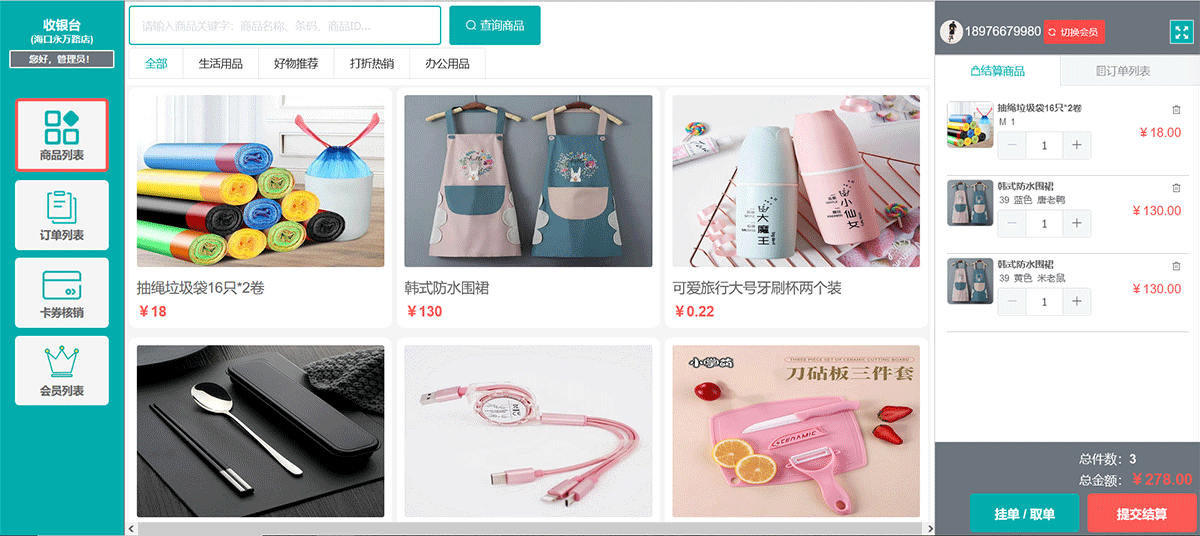 收银台
(海口永万路店)
您好，管理员！
商品列表
订单列表
卡券核销
会员列表
请输入商品关键字：商品名称、条码、商品ID...
查询商品
全部
生活用品
好物推荐
打折热销
办公用品
抽绳垃圾袋16只*2卷
￥18
韩式防水围裙
￥130
大魔王
小仙女
可爱旅行大号牙刷杯两个装
￥0.22
THREE PIECE SET OF CERAMIC CUTTING BOARD
刀砧板三件套
CERAMIC
18976679980
切换会员
结算商品
订单列表
抽绳垃圾袋16只*2卷
M 1
1
￥18.00
韩式防水围裙
39 蓝色 唐老鸭
1
￥130.00
韩式防水围裙
39 黄色 米老鼠
1
￥130.00
总件数：3
总金额：￥278.00
挂单 / 取单
提交结算